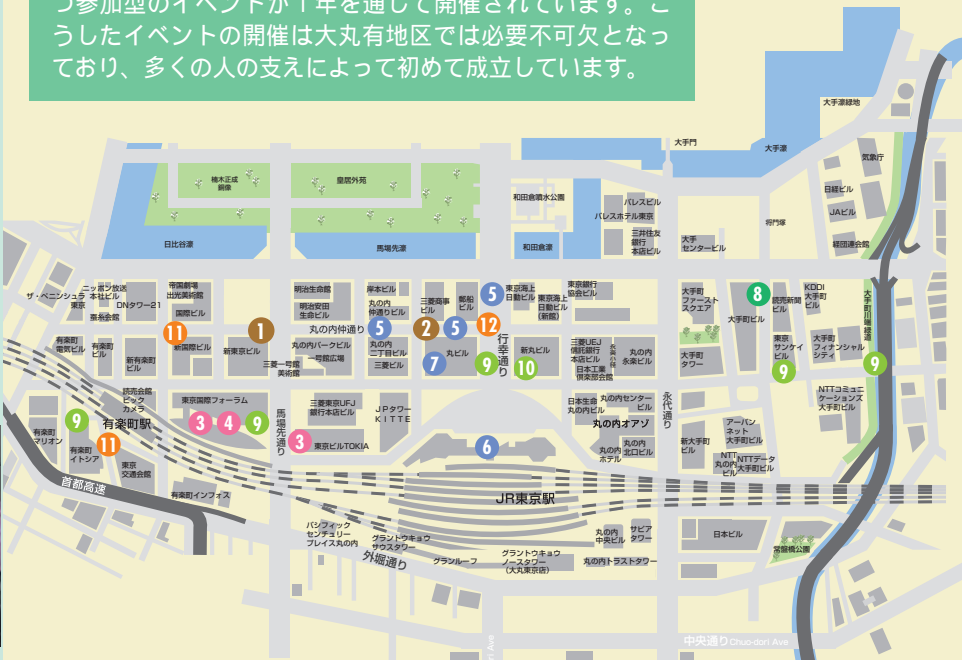 つ参加型のイベントが1年を通して開催されています。こ
うしたイベントの開催は大丸有地区では必要不可欠となっ
ており、多くの人の支えによって初めて成立しています。
大手濠緑地
大手門
大手濠
気象庁
楠木正成
銅像
皇居外苑
和田倉噴水公園
パレスビル
パレスホテル東京
日経ビル
JAビル
将門塚
経団連会館
日比谷濠
馬場先濠
和田倉濠
三井住友
銀行
本店ビル
大手
センタービル
ザ・ペニンシュラ
東京
ニッポン放送
本社ビル
DNタワー21
蚕糸会館
帝国劇場
出光美術館
国際ビル
明治生命館
明治安田
生命ビル
岸本ビル
丸の内
仲通りビル
三菱商事
ビル
郵船
ビル
東京海上
日動ビル
東京海上
日動ビル
(新館)
東京銀行
協会ビル
大手町
ファースト
スクエア
8
大手町ビル
読売新聞
ビル
KDDI
大手町
ビル
大手町川端緑道
11
1
丸の内仲通り
5
2
5
5
12
有楽町
電気ビル
有楽町
ビル
新有楽町
ビル
新国際ビル
新東京ビル
丸の内パークビル
一号館広場
三菱一号館
美術館
丸の内
二丁目ビル
三菱ビル
7
丸ビル
9
行幸通り
10
新丸ビル
三菱UEJ
信託銀行
本店ビル
日本工業
倶楽部会館
丸の内
永楽ビル
大手町
タワー
東京
サンケイ
ビル
9
大手町
フィナンシャル
シティ
9
読売会館
ビック
カメラ
東京国際フォーラム
3
4
9
馬場先通り
3
三菱東京UFJ
銀行本店ビル
東京ビルTOKIA
JPタワー
KITTE
6
日本生命
丸の内ビル
丸の内センター
ビル
丸の内オアゾ
丸の内
ホテル
丸の内
北口ビル
永代通り
新大手町
ビル
アーバン
ネット
大手町ビル
NTT
丸の内
ビル
NTTデータ
大手町ビル
NTTコミュニ
ケーションズ
大手町ビル
9
有楽町
マリオン
有楽町駅
11
有楽町
イトシア
東京
交通会館
首都高速
有楽町インフォス
JR東京駅
パシフィック
センチュリー
プレイス丸の内
グラントウキョウ
サウスタワー
外堀通り
グランルーフ
グラントウキョウ
ノースタワー
(大丸東京店)
丸の内
中央ビル
サピア
タワー
丸の内トラストタワー
日本ビル
常盤橋公園
中央通りChuo-dori Ave
ri Ave